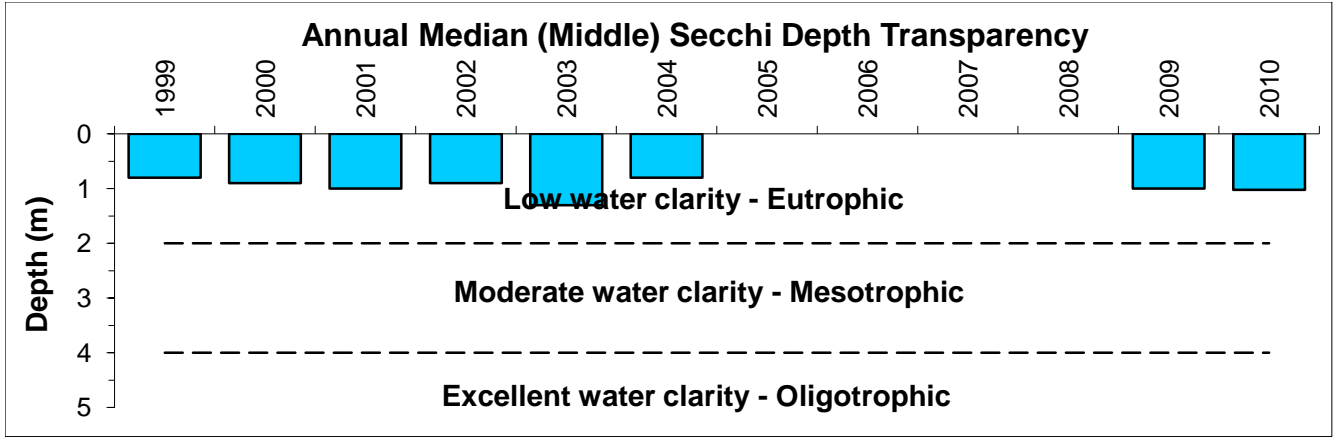 Annual Median (Middle) Secchi Depth Transparency
1999 2000 2001 2002 2003 2004 2005 2006 2007 2008 2009 2010
Depth (m)
0
1
Low water clarity - Eutrophic
2
Moderate water clarity - Mesotrophic
3
4
Excellent water clarity - Oligotrophic
5